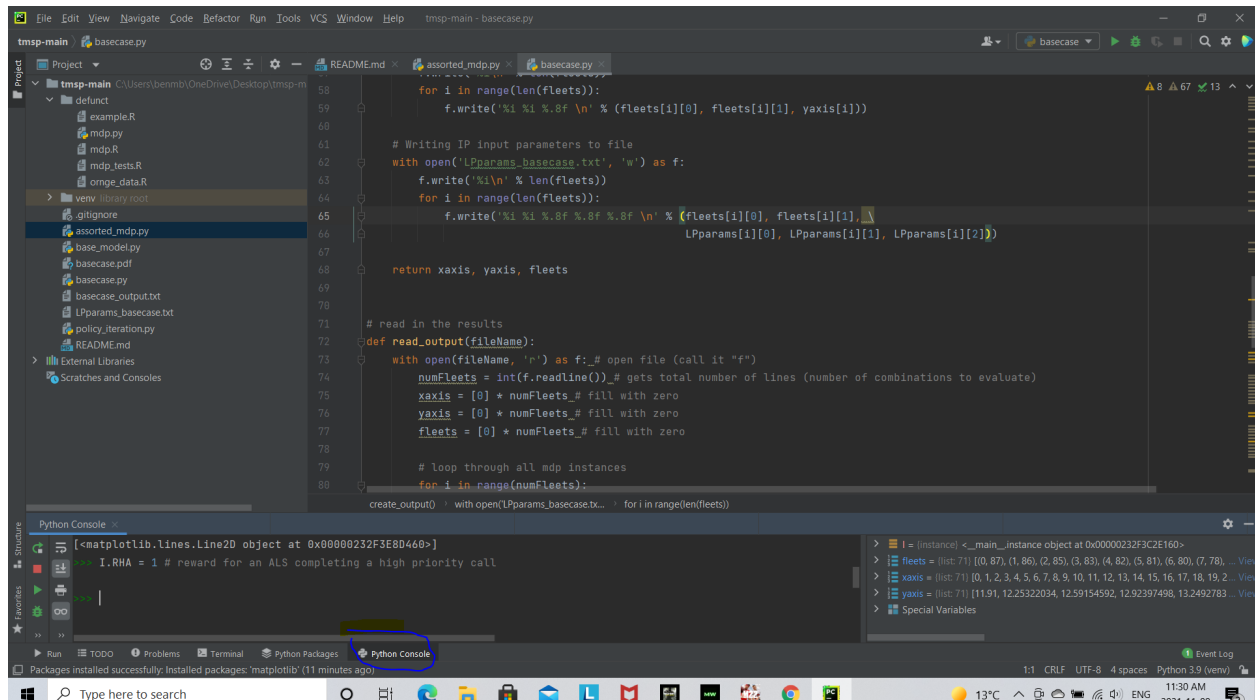 File Edit View Navigate Code Refactor Run Tools VCS Window Help tmsp-main - basecase.py
tmsp-main basecase.py
basecase
Project
Project
README.md
assorted_mdp.py
basecase.py
tmsp-main C:\Users\benmb\OneDrive\Desktop\tmsp-m
defunct
example.R
mdp.py
mdp.R
mdp_tests.R
ornge_data.R
venv library root
.gitignore
assorted_mdp.py
base_model.py
basecase.pdf
basecase.py
basecase_output.txt
LPparams_basecase.txt
policy_iteration.py
README.md
External Libraries
Scratches and Consoles
8 67 13
58 for i in range(len(fleets)):
59 f.write('%i %i %.8f \n' % (fleets[i][0], fleets[i][1], yaxis[i]))
60
61 # Writing IP input parameters to file
62 with open('LPparams_basecase.txt', 'w') as f:
63 f.write('%i\n' % len(fleets))
64 for i in range(len(fleets)):
65 f.write('%i %i %.8f %.8f %.8f \n' % (fleets[i][0], fleets[i][1], \
66 LPparams[i][0], LPparams[i][1], LPparams[i][2]))
67
68 return xaxis, yaxis, fleets
69
70
71 # read in the results
72 def read_output(fileName):
73 with open(fileName, 'r') as f: # open file (call it "f")
74 numFleets = int(f.readline()) # gets total number of lines (number of combinations to evaluate)
75 xaxis = [0] * numFleets # fill with zero
76 yaxis = [0] * numFleets # fill with zero
77 fleets = [0] * numFleets # fill with zero
78
79 # loop through all mdp instances
80 for i in range(numFleets):
create_output() with open('LPparams_basecase.tx... for i in range(len(fleets))
Structure
Favorites
Python Console
[<matplotlib.lines.Line2D object at 0x00000232F3E8D460>]
>>> I.RHA = 1 # reward for an ALS completing a high priority call
>>>
I = {instance} <__main__.instance object at 0x00000232F3C2E160>
fleets = {list: 71} [(0, 87), (1, 86), (2, 85), (3, 83), (4, 82), (5, 81), (6, 80), (7, 78), ... Vie
xaxis = {list: 71} [0, 1, 2, 3, 4, 5, 6, 7, 8, 9, 10, 11, 12, 13, 14, 15, 16, 17, 18, 19, 2... Vie
yaxis = {list: 71} [11.91, 12.25322034, 12.59154592, 12.92397498, 13.2492783 ... Vie
Special Variables
Run TODO Problems Terminal Python Packages Python Console
1 Event Log
Packages installed successfully: Installed packages: 'matplotlib' (11 minutes ago)
1:1 CRLF UTF-8 4 spaces Python 3.9 (venv)
Type here to search
13°C ENG 11:30 AM